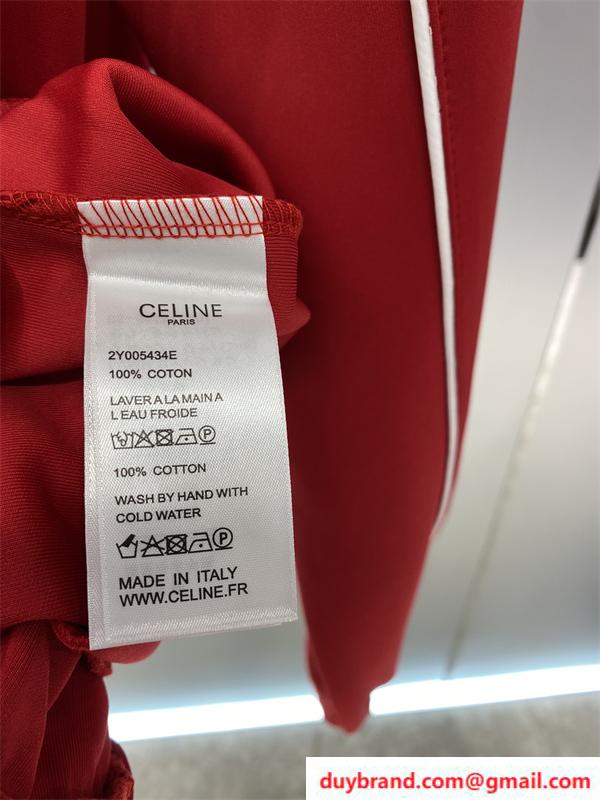 CELINE
PARIS
2Y005434E
100% COTON
LAVER A LA MAIN A
L EAU FROIDE
100% COTTON
WASH BY HAND WITH
COLD WATER
MADE IN ITALY
WWW.CELINE.FR
duybrand.com@gmail.com